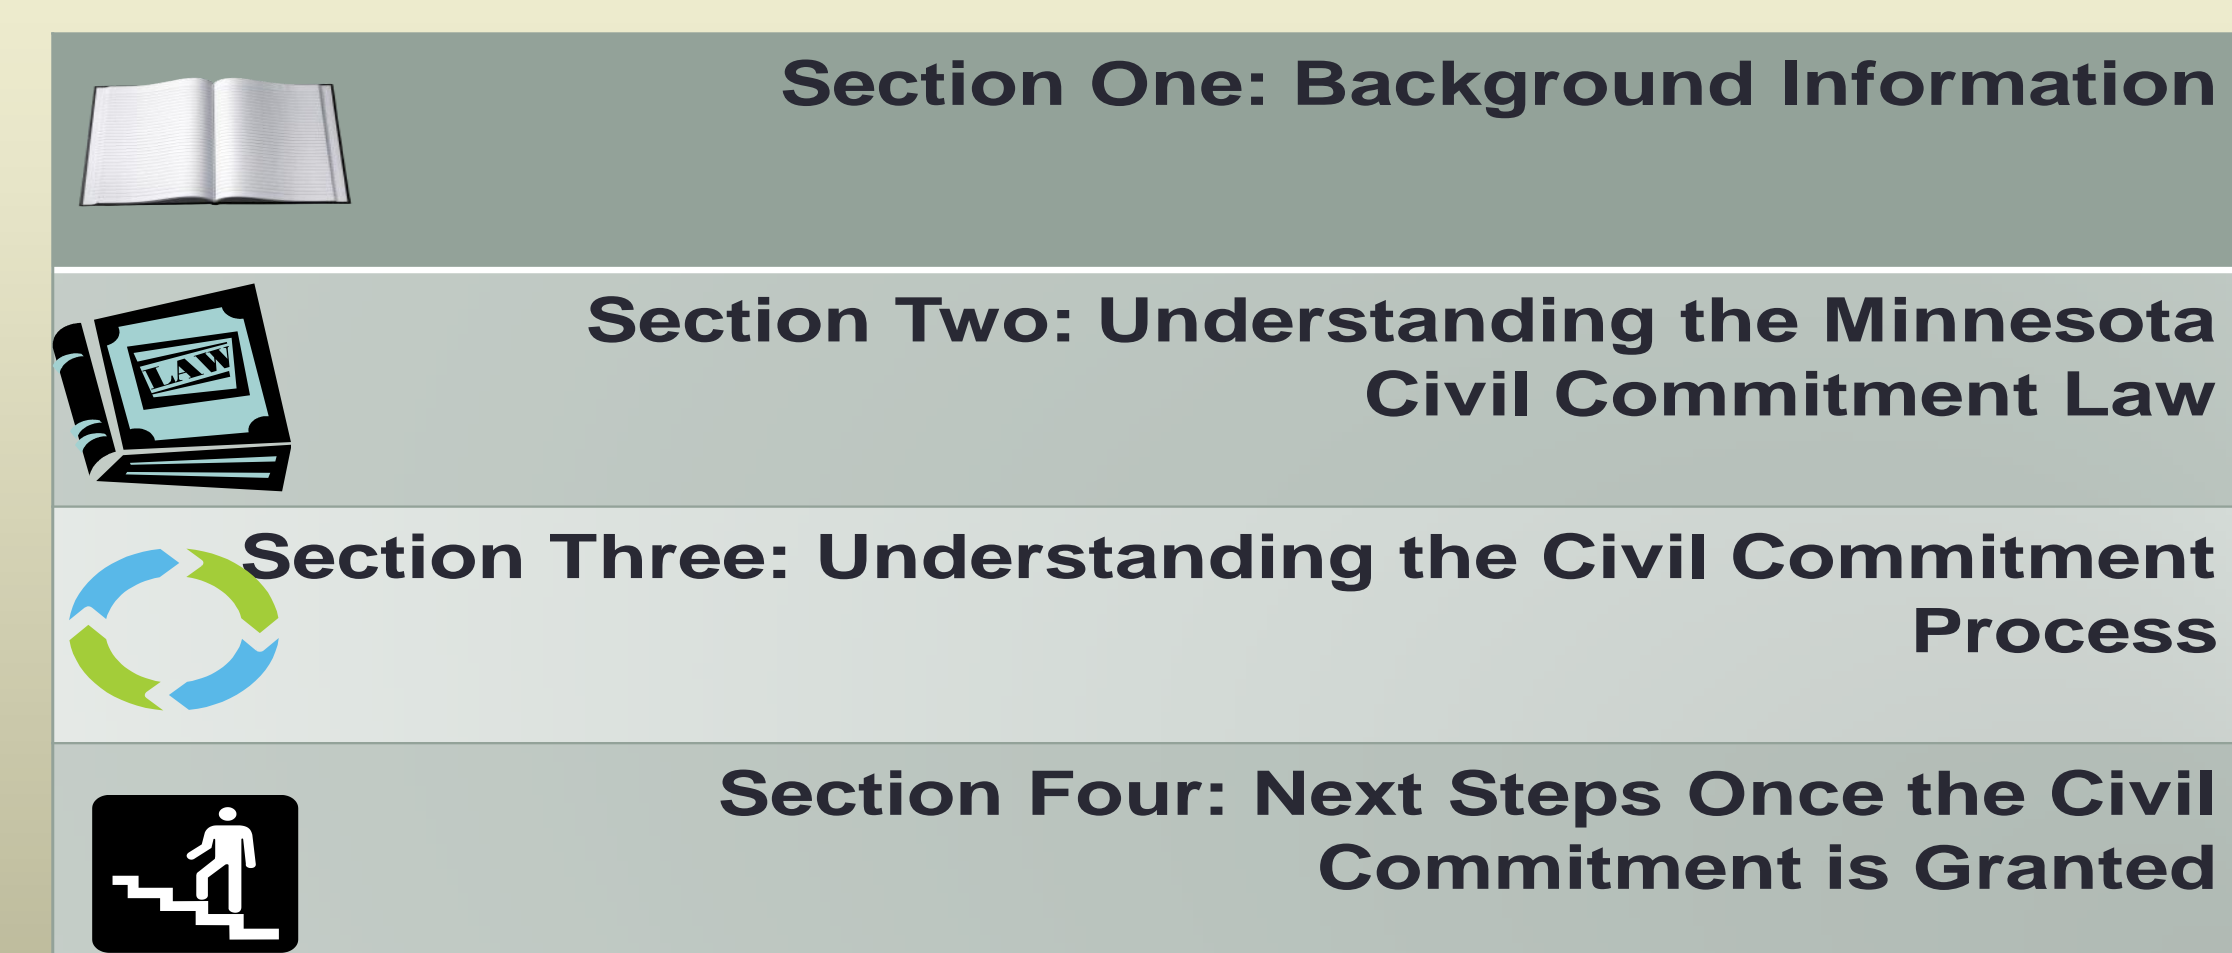 Section One: Background Information
LAW
Section Two: Understanding the Minnesota
Civil Commitment Law
Section Three: Understanding the Civil Commitment
Process
Section Four: Next Steps Once the Civil
Commitment is Granted